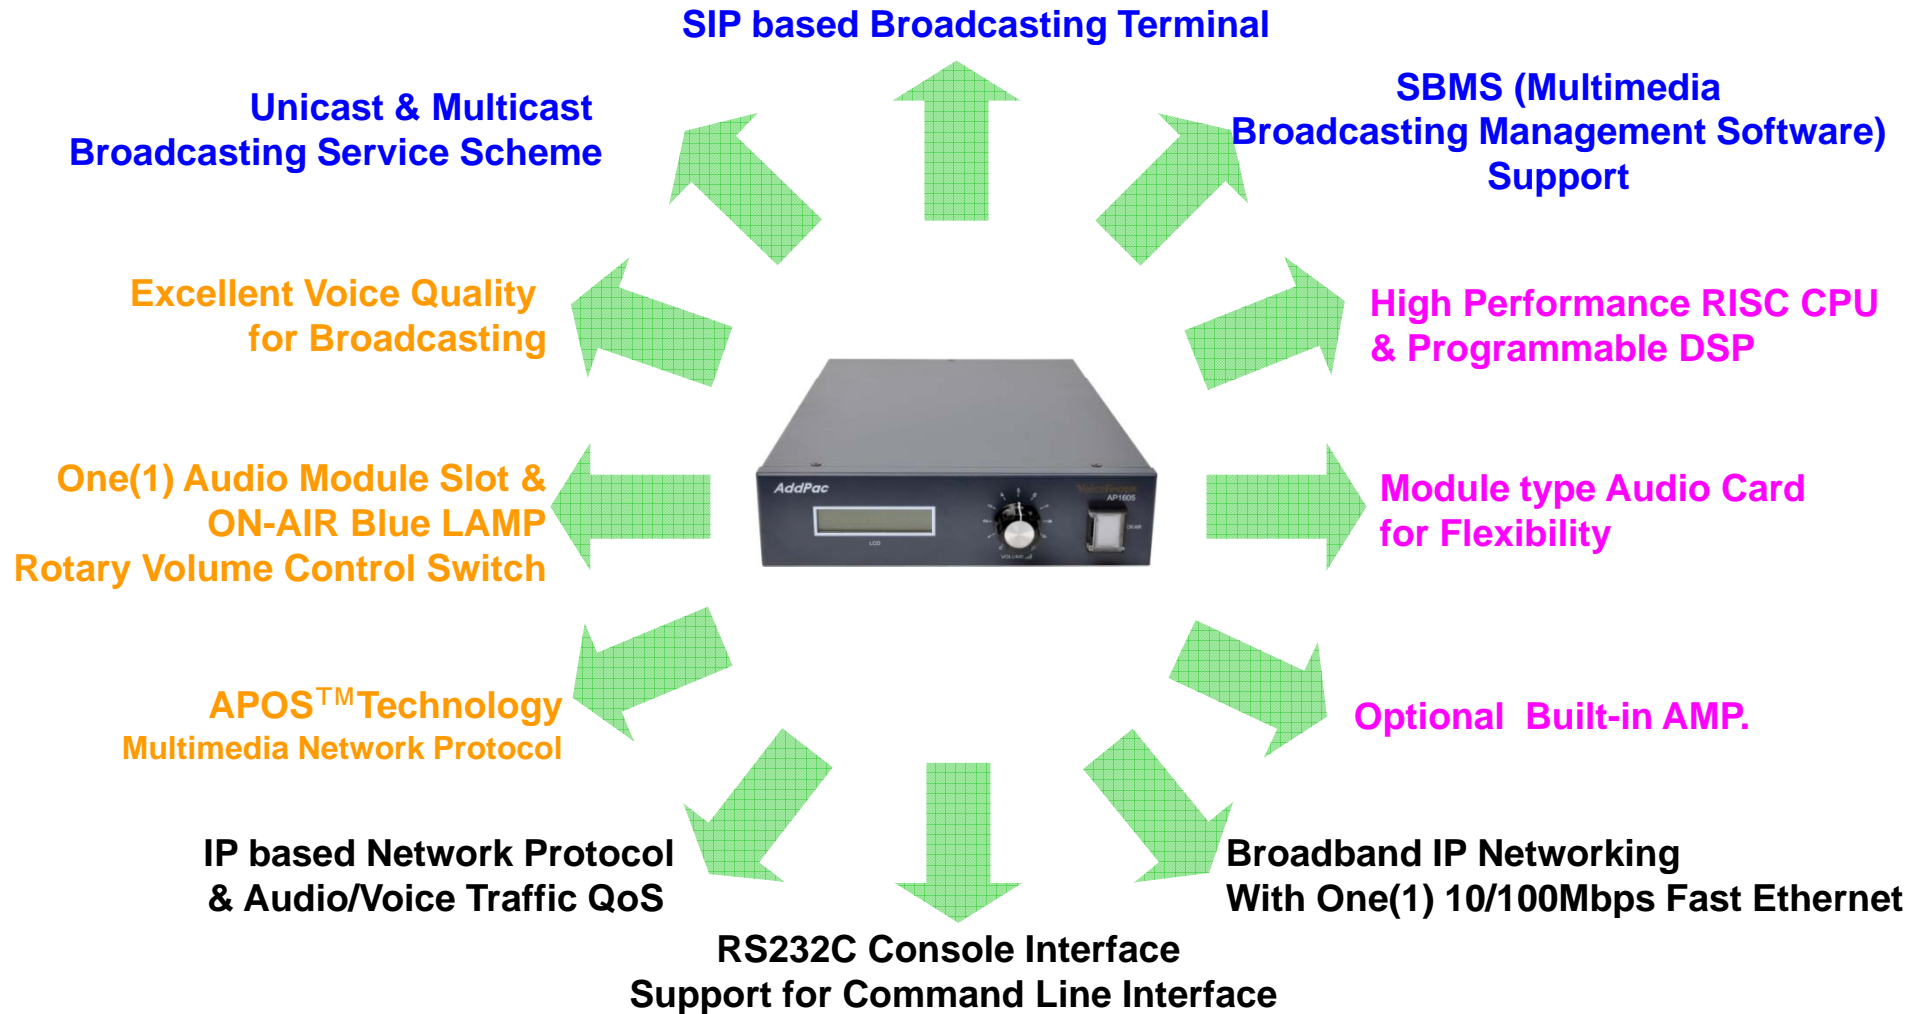 SIP based Broadcasting Terminal
Unicast & Multicast
Broadcasting Service Scheme
SBMS (Multimedia
Broadcasting Management Software)
Support
Excellent Voice Quality
for Broadcasting
High Performance RISC CPU
& Programmable DSP
One(1) Audio Module Slot &
ON-AIR Blue LAMP
Rotary Volume Control Switch
AddPac
LCD
VOLUME
AP1605
ON AIR
Module type Audio Card
for Flexibility
APOS™Technology
Multimedia Network Protocol
Optional Built-in AMP.
IP based Network Protocol
& Audio/Voice Traffic QoS
Broadband IP Networking
With One(1) 10/100Mbps Fast Ethernet
RS232C Console Interface
Support for Command Line Interface